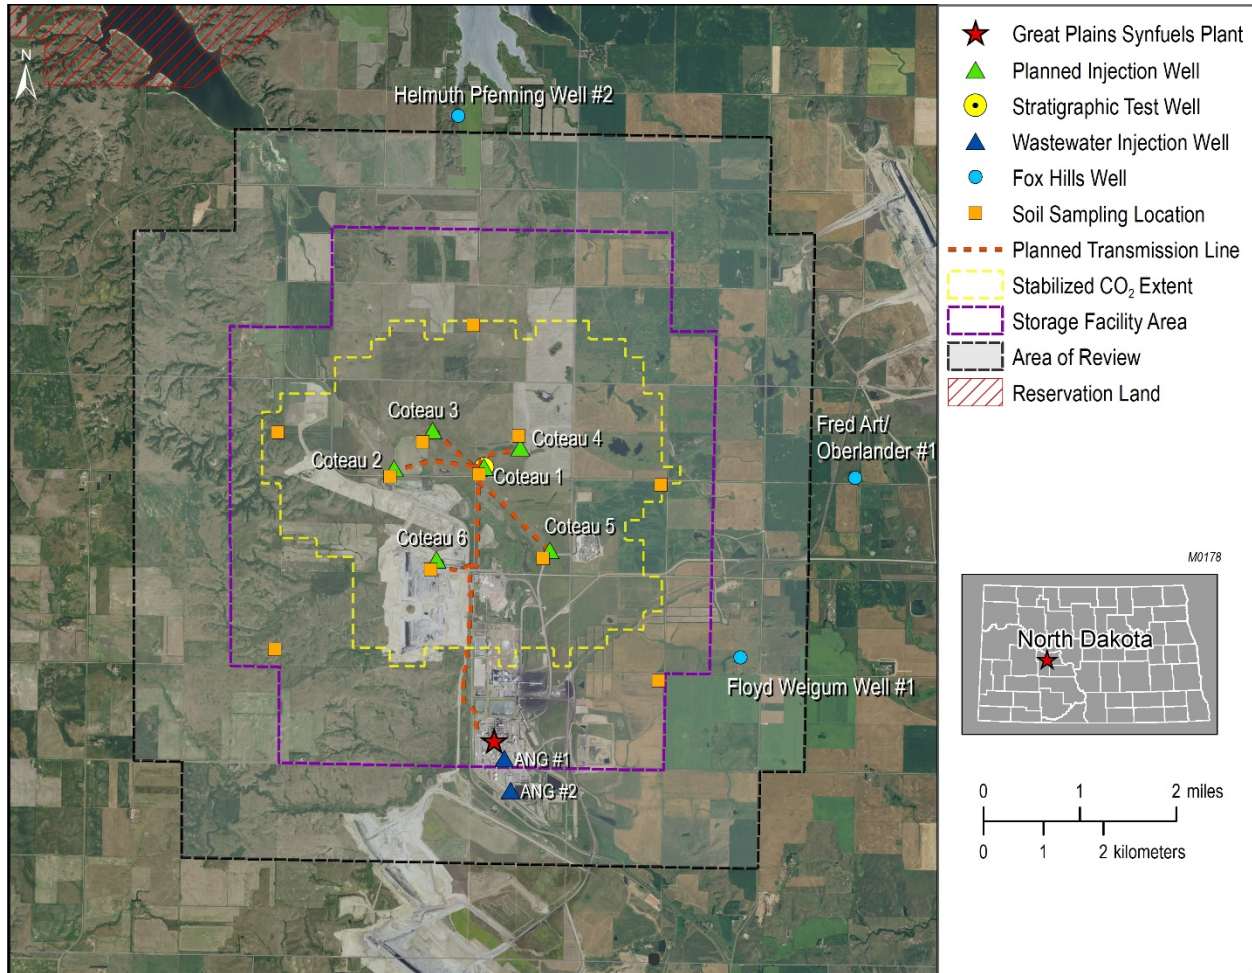 N
Helmuth Pfenning Well #2
Coteau 3
Coteau 4
Coteau 2
Coteau 1
Coteau 5
Coteau 6
Fred Art/
Oberlander #1
Floyd Weigum Well #1
ANG #1
ANG #2
Great Plains Synfuels Plant
Planned Injection Well
Stratigraphic Test Well
Wastewater Injection Well
Fox Hills Well
Soil Sampling Location
Planned Transmission Line
Stabilized CO₂ Extent
Storage Facility Area
Area of Review
Reservation Land
M0178
North Dakota
0 1 2 miles
0 1 2 kilometers